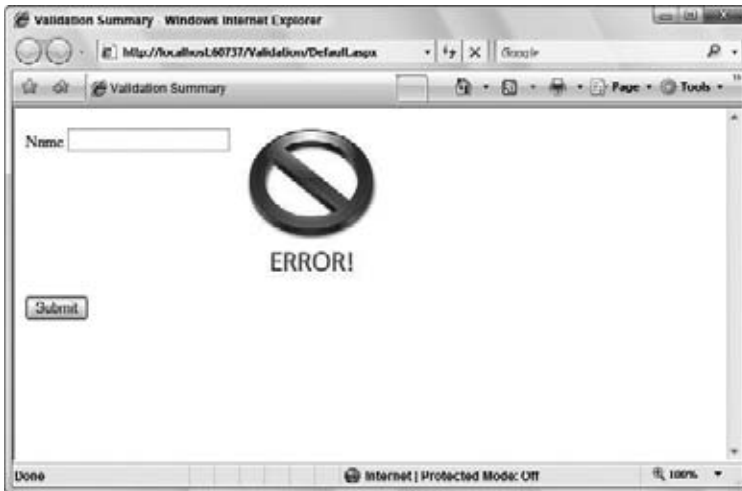 Validation Summary - Windows Internet Explorer
http://localhost:60737/Validation/Default.aspx
Google
Validation Summary
Page
Tools
Name
ERROR!
Submit
Done
Internet | Protected Mode: Off
100%